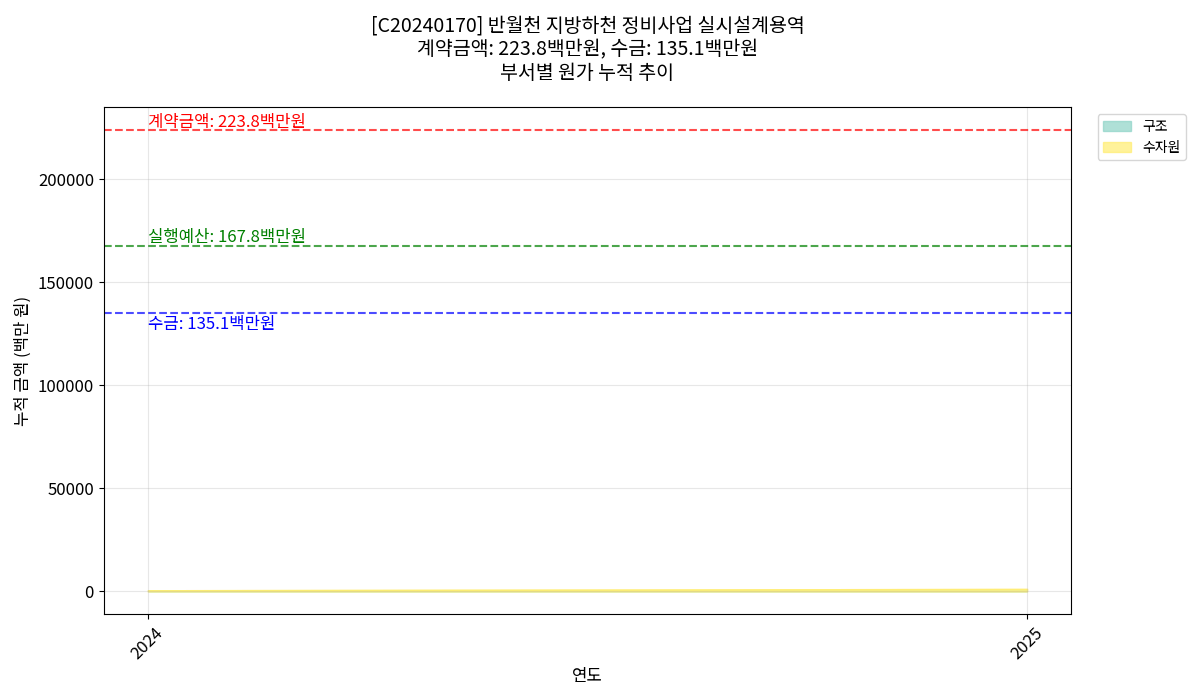 [C20240170] 반월천 지방하천 정비사업 실시설계용역
계약금액: 223.8백만원, 수금: 135.1백만원
부서별 원가 누적 추이
계약금액: 223.8백만원
실행예산: 167.8백만원
수금: 135.1백만원
구조
수자원
200000
150000
100000
50000
0
누적 금액 (백만 원)
2024
2025
연도